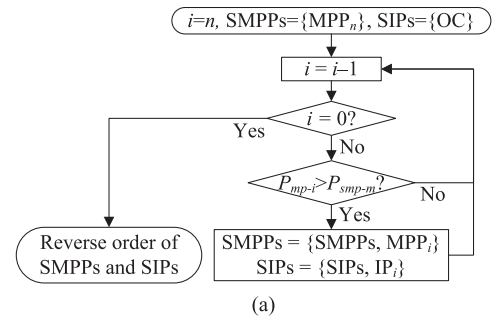 i=n, SMPPs={MPPn}, SIPs={OC}
i = i–1
i = 0?
Yes
No
Pmp-i>Psmp-m?
No
Yes
Reverse order of
SMPPs and SIPs
SMPPs = {SMPPs, MPPi}
SIPs = {SIPs, IPi}
(a)